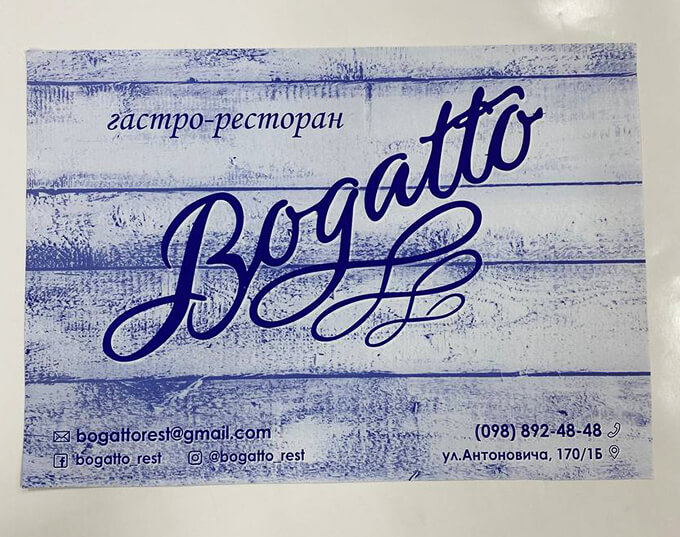 гастро-ресторан
Bogatto
bogattorest@gmail.com
bogatto_rest @bogatto_rest
(098) 892-48-48
ул.Антоновича, 170/1Б